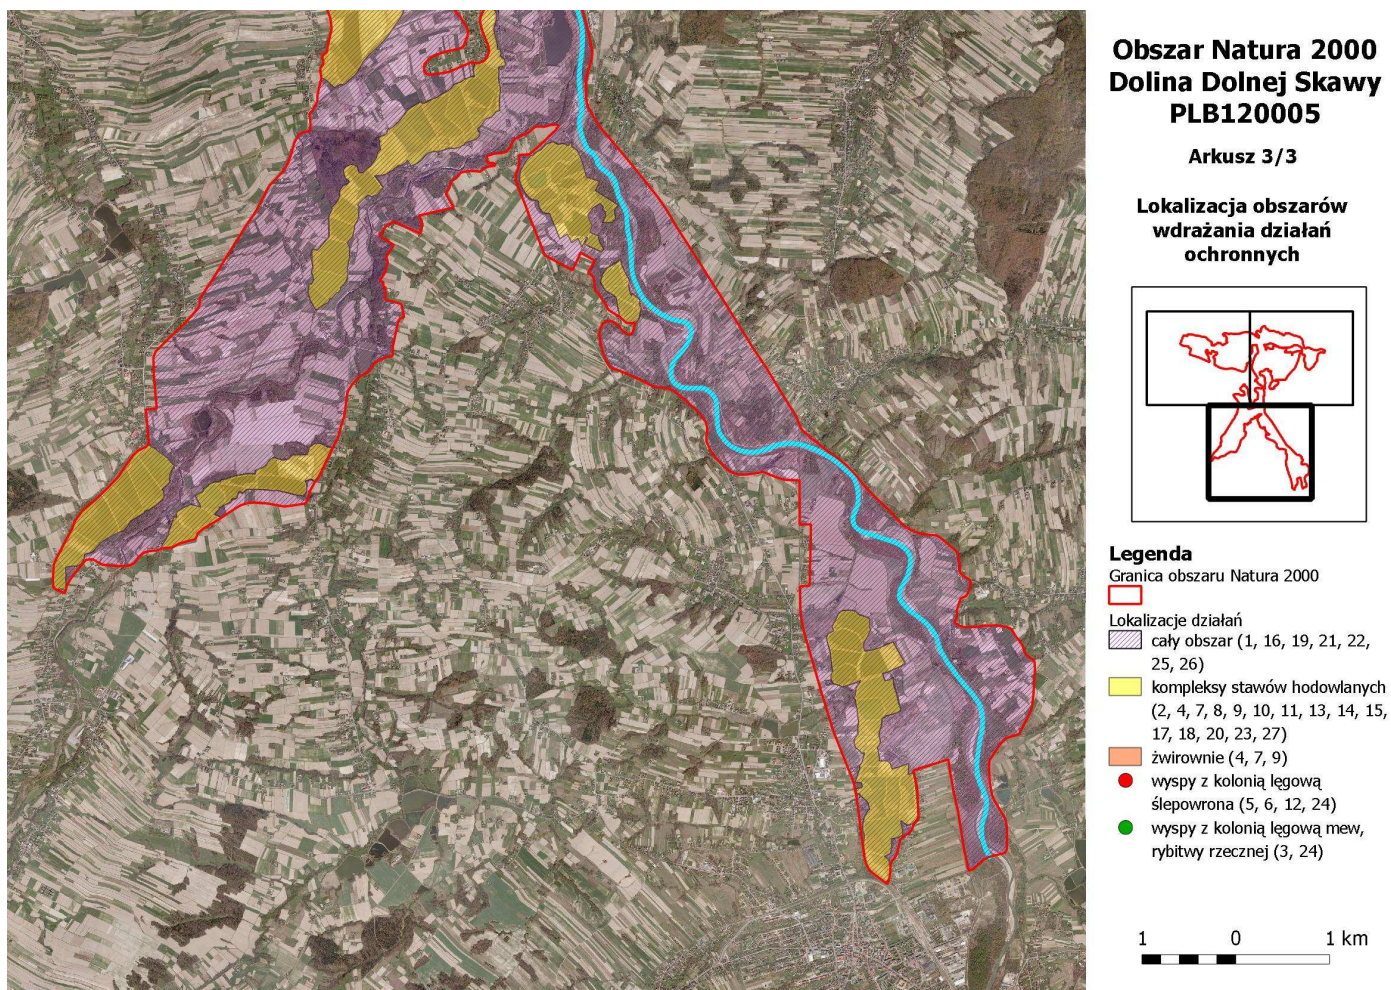 Obszar Natura 2000
Dolina Dolnej Skawy
PLB120005
Arkusz 3/3
Lokalizacja obszarów
wdrażania działań
ochronnych
Legenda
Granica obszaru Natura 2000
Lokalizacje działań
cały obszar (1, 16, 19, 21, 22,
25, 26)
kompleksy stawów hodowlanych
(2, 4, 7, 8, 9, 10, 11, 13, 14, 15,
17, 18, 20, 23, 27)
żwirownie (4, 7, 9)
wyspy z kolonią lęgową
ślepowrona (5, 6, 12, 24)
wyspy z kolonią lęgową mew,
rybitwy rzecznej (3, 24)
1 0 1 km